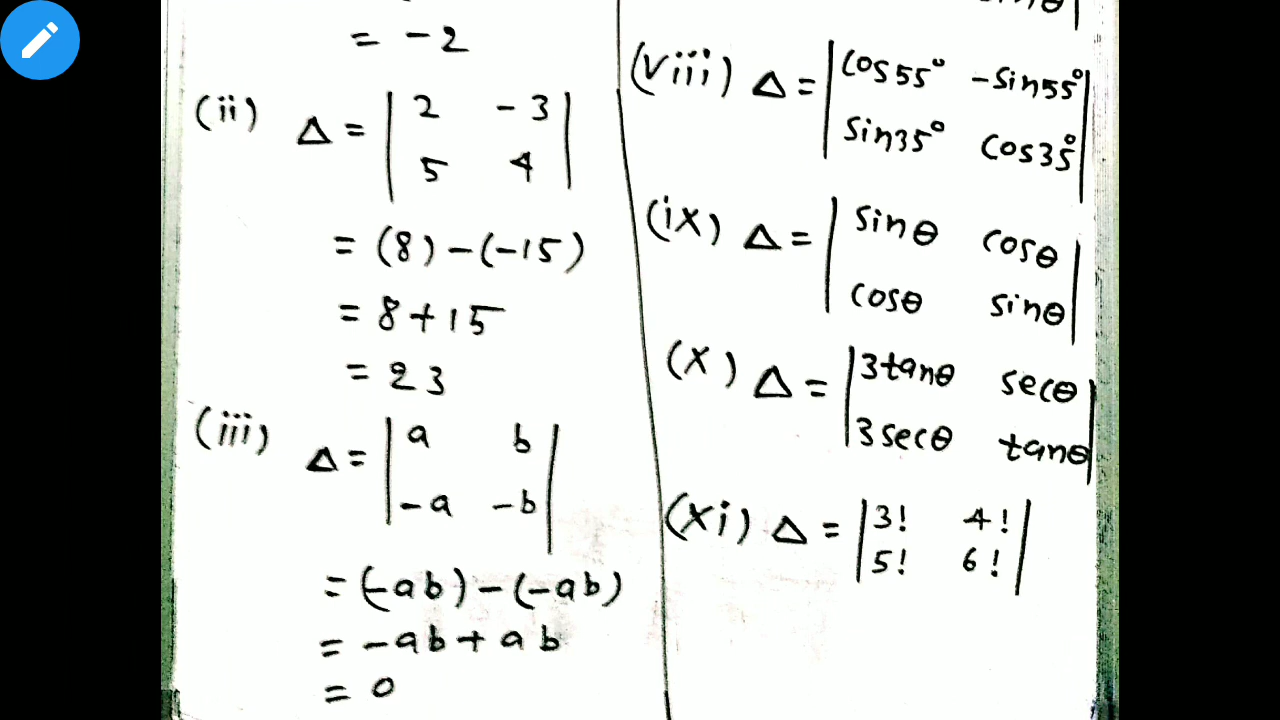 = -2
(ii) Δ = | 2 -3 |
| 5 4 |
= (8) - (-15)
= 8 + 15
= 23
(iii) Δ = | a b |
| -a -b |
= (-ab) - (-ab)
= -ab + ab
= 0
(viii) Δ = | cos55° -sin55° |
| sin35° cos35° |
(ix) Δ = | sinθ cosθ |
| cosθ sinθ |
(x) Δ = | 3tanθ secθ |
| 3secθ tanθ |
(xi) Δ = | 3! 4! |
| 5! 6! |